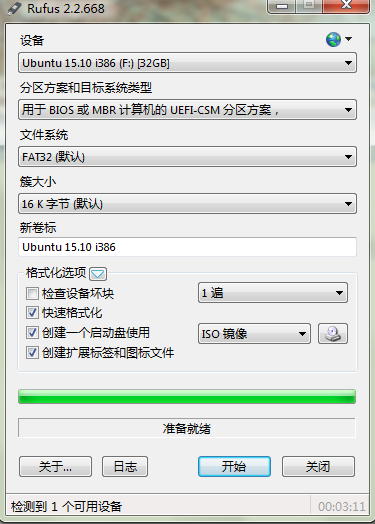 Rufus 2.2.668
设备
Ubuntu 15.10 i386 (F:) [32GB]
分区方案和目标系统类型
用于 BIOS 或 MBR 计算机的 UEFI-CSM 分区方案，
文件系统
FAT32 (默认)
簇大小
16 K 字节 (默认)
新卷标
Ubuntu 15.10 i386
格式化选项
检查设备坏块 1 遍
快速格式化
创建一个启动盘使用 ISO 镜像
创建扩展标签和图标文件
准备就绪
关于... 日志 开始 关闭
检测到 1 个可用设备 00:03:11